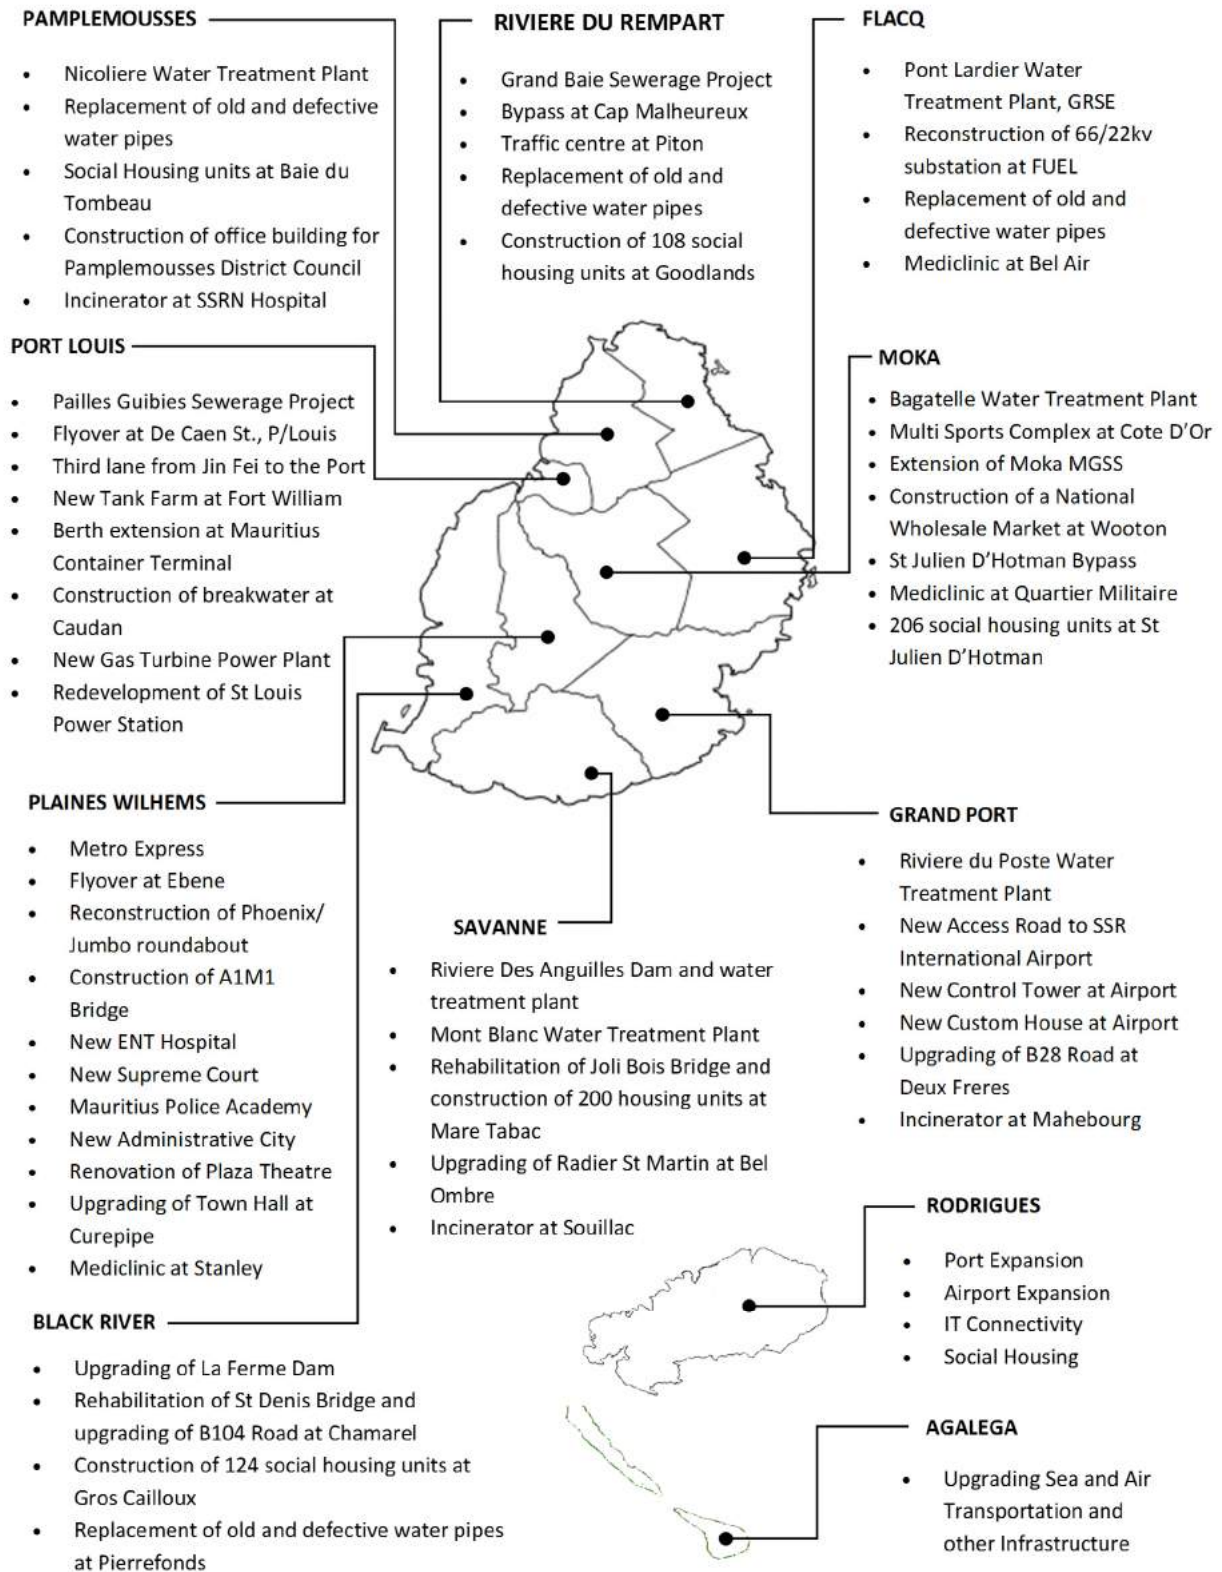 PAMPLEMOUSSES
• Nicoliere Water Treatment Plant
• Replacement of old and defective
water pipes
• Social Housing units at Baie du
Tombeau
• Construction of office building for
Pamplemousses District Council
• Incinerator at SSRN Hospital
RIVIERE DU REMPART
• Grand Baie Sewerage Project
• Bypass at Cap Malheureux
• Traffic centre at Piton
• Replacement of old and
defective water pipes
• Construction of 108 social
housing units at Goodlands
FLACQ
• Pont Lardier Water
Treatment Plant, GRSE
• Reconstruction of 66/22kv
substation at FUEL
• Replacement of old and
defective water pipes
• Mediclinic at Bel Air
PORT LOUIS
• Pailles Guibies Sewerage Project
• Flyover at De Caen St., P/Louis
• Third lane from Jin Fei to the Port
• New Tank Farm at Fort William
• Berth extension at Mauritius
Container Terminal
• Construction of breakwater at
Caudan
• New Gas Turbine Power Plant
• Redevelopment of St Louis
Power Station
MOKA
• Bagatelle Water Treatment Plant
• Multi Sports Complex at Cote D'Or
• Extension of Moka MGSS
• Construction of a National
Wholesale Market at Wooton
• St Julien D'Hotman Bypass
• Mediclinic at Quartier Militaire
• 206 social housing units at St
Julien D'Hotman
PLAINES WILHEMS
• Metro Express
• Flyover at Ebene
• Reconstruction of Phoenix/
Jumbo roundabout
• Construction of A1M1
Bridge
• New ENT Hospital
• New Supreme Court
• Mauritius Police Academy
• New Administrative City
• Renovation of Plaza Theatre
• Upgrading of Town Hall at
Curepipe
• Mediclinic at Stanley
SAVANNE
• Riviere Des Anguilles Dam and water
treatment plant
• Mont Blanc Water Treatment Plant
• Rehabilitation of Joli Bois Bridge and
construction of 200 housing units at
Mare Tabac
• Upgrading of Radier St Martin at Bel
Ombre
• Incinerator at Souillac
GRAND PORT
• Riviere du Poste Water
Treatment Plant
• New Access Road to SSR
International Airport
• New Control Tower at Airport
• New Custom House at Airport
• Upgrading of B28 Road at
Deux Freres
• Incinerator at Mahebourg
BLACK RIVER
• Upgrading of La Ferme Dam
• Rehabilitation of St Denis Bridge and
upgrading of B104 Road at Chamarel
• Construction of 124 social housing units at
Gros Cailloux
• Replacement of old and defective water pipes
at Pierrefonds
RODRIGUES
• Port Expansion
• Airport Expansion
• IT Connectivity
• Social Housing
AGALEGA
• Upgrading Sea and Air
Transportation and
other Infrastructure